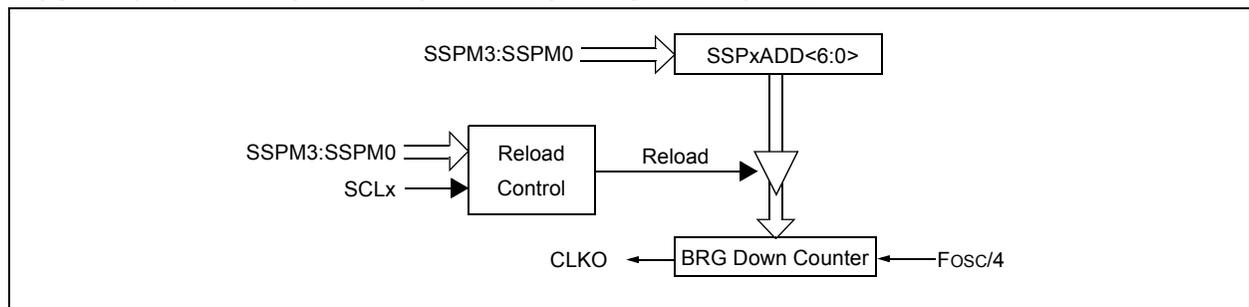 SSPM3:SSPM0
SSPxADD<6:0>
SSPM3:SSPM0
SCLx
Reload
Control
Reload
CLKO
BRG Down Counter
FOSC/4